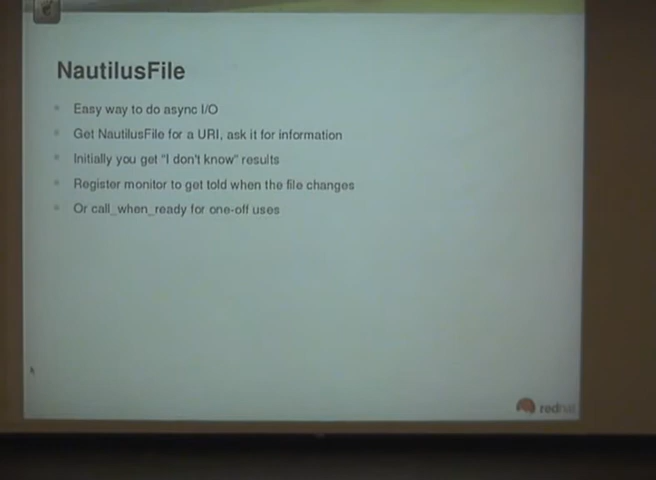 NautilusFile
Easy way to do async I/O
Get NautilusFile for a URI, ask it for information
Initially you get "I don't know" results
Register monitor to get told when the file changes
Or call_when_ready for one-off uses
redhat